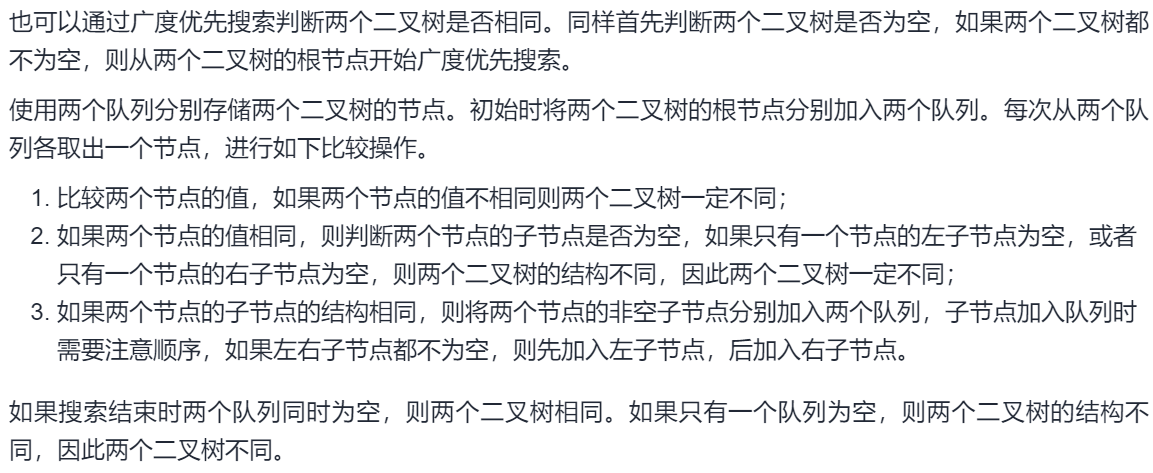 也可以通过广度优先搜索判断两个二叉树是否相同。同样首先判断两个二叉树是否为空，如果两个二叉树都
不为空，则从两个二叉树的根节点开始广度优先搜索。
使用两个队列分别存储两个二叉树的节点。初始时将两个二叉树的根节点分别加入两个队列。每次从两个队
列各取出一个节点，进行如下比较操作。
1. 比较两个节点的值，如果两个节点的值不相同则两个二叉树一定不同；
2. 如果两个节点的值相同，则判断两个节点的子节点是否为空，如果只有一个节点的左子节点为空，或者
只有一个节点的右子节点为空，则两个二叉树的结构不同，因此两个二叉树一定不同；
3. 如果两个节点的子节点的结构相同，则将两个节点的非空子节点分别加入两个队列，子节点加入队列时
需要注意顺序，如果左右子节点都不为空，则先加入左子节点，后加入右子节点。
如果搜索结束时两个队列同时为空，则两个二叉树相同。如果只有一个队列为空，则两个二叉树的结构不
同，因此两个二叉树不同。